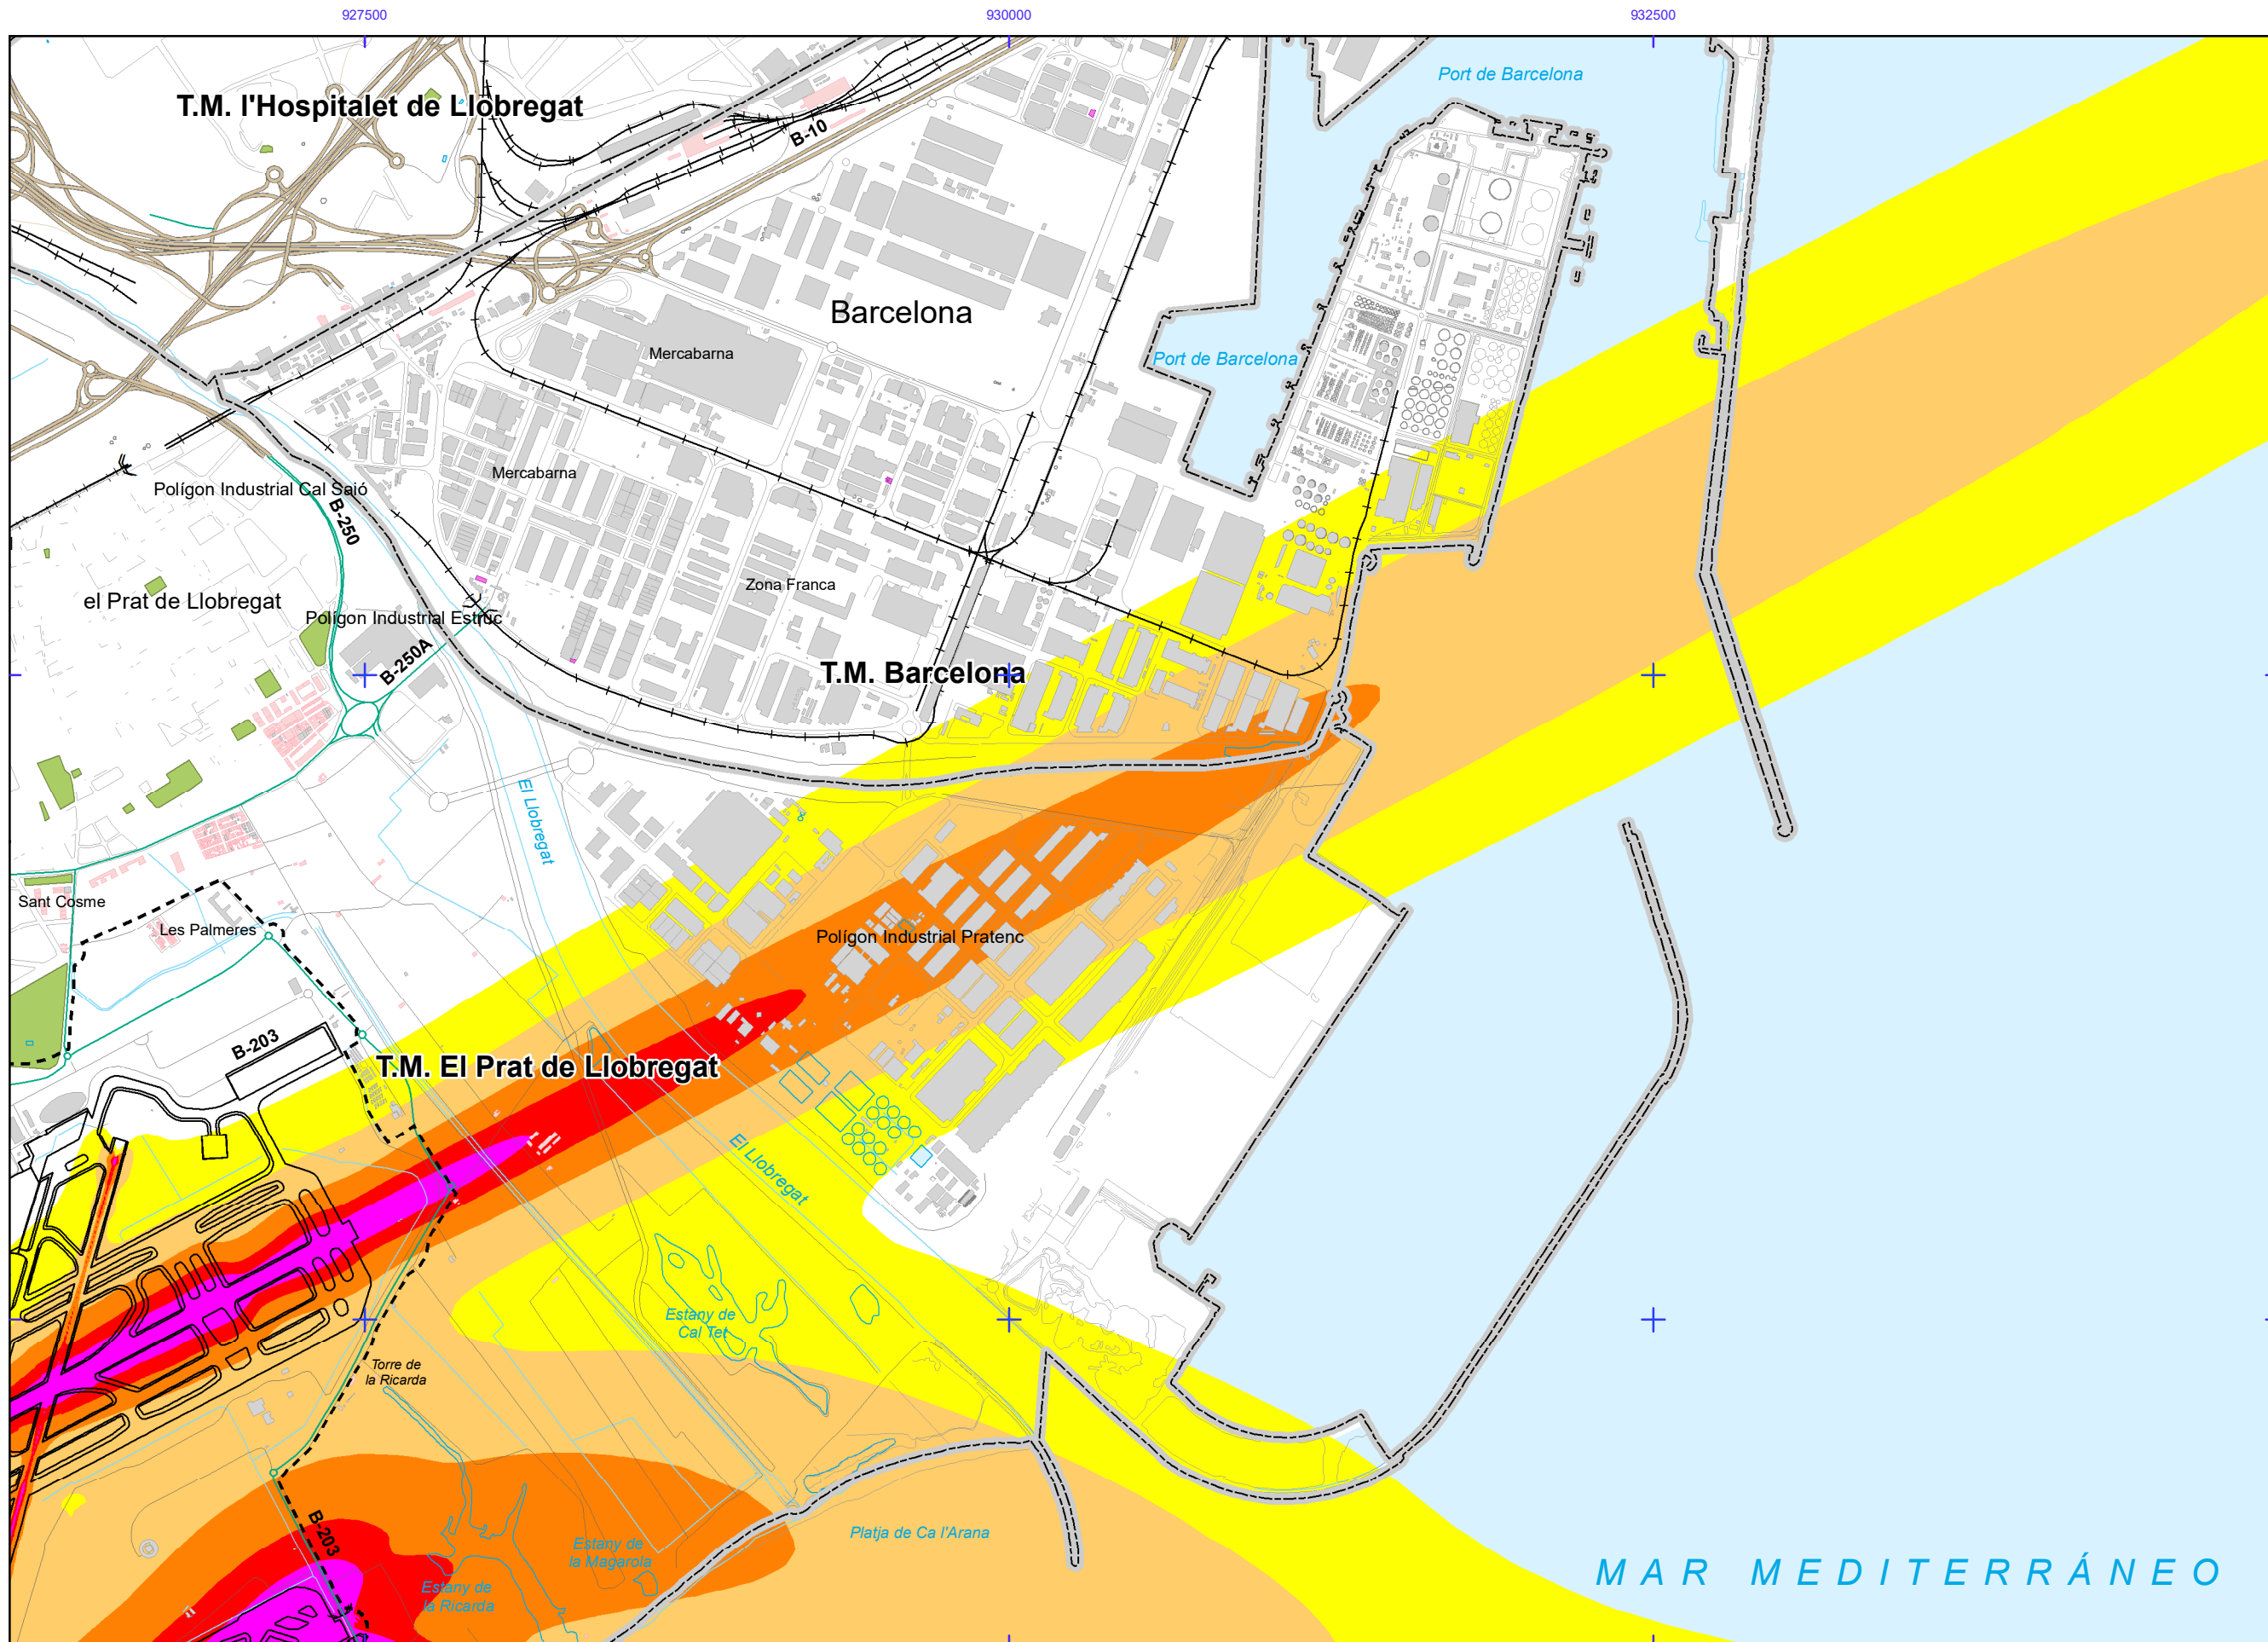 927500
930000
932500
Port de Barcelona
T.M. l'Hospitalet de Llobregat
B-10
Barcelona
Mercabarna
Port de Barcelona
Mercabarna
Polígon Industrial Cal Saió
B-250
Zona Franca
el Prat de Llobregat
Polígon Industrial Estruc
B-250A
T.M. Barcelona
El Llobregat
Sant Cosme
Les Palmeres
Polígon Industrial Pratenc
B-203
T.M. El Prat de Llobregat
El Llobregat
Estany de
Cal Tet
Torre de
la Ricarda
B-203
Platja de Ca l'Arana
Estany de
la Magarola
Estany de
la Ricarda
MAR MEDITERRÁNEO